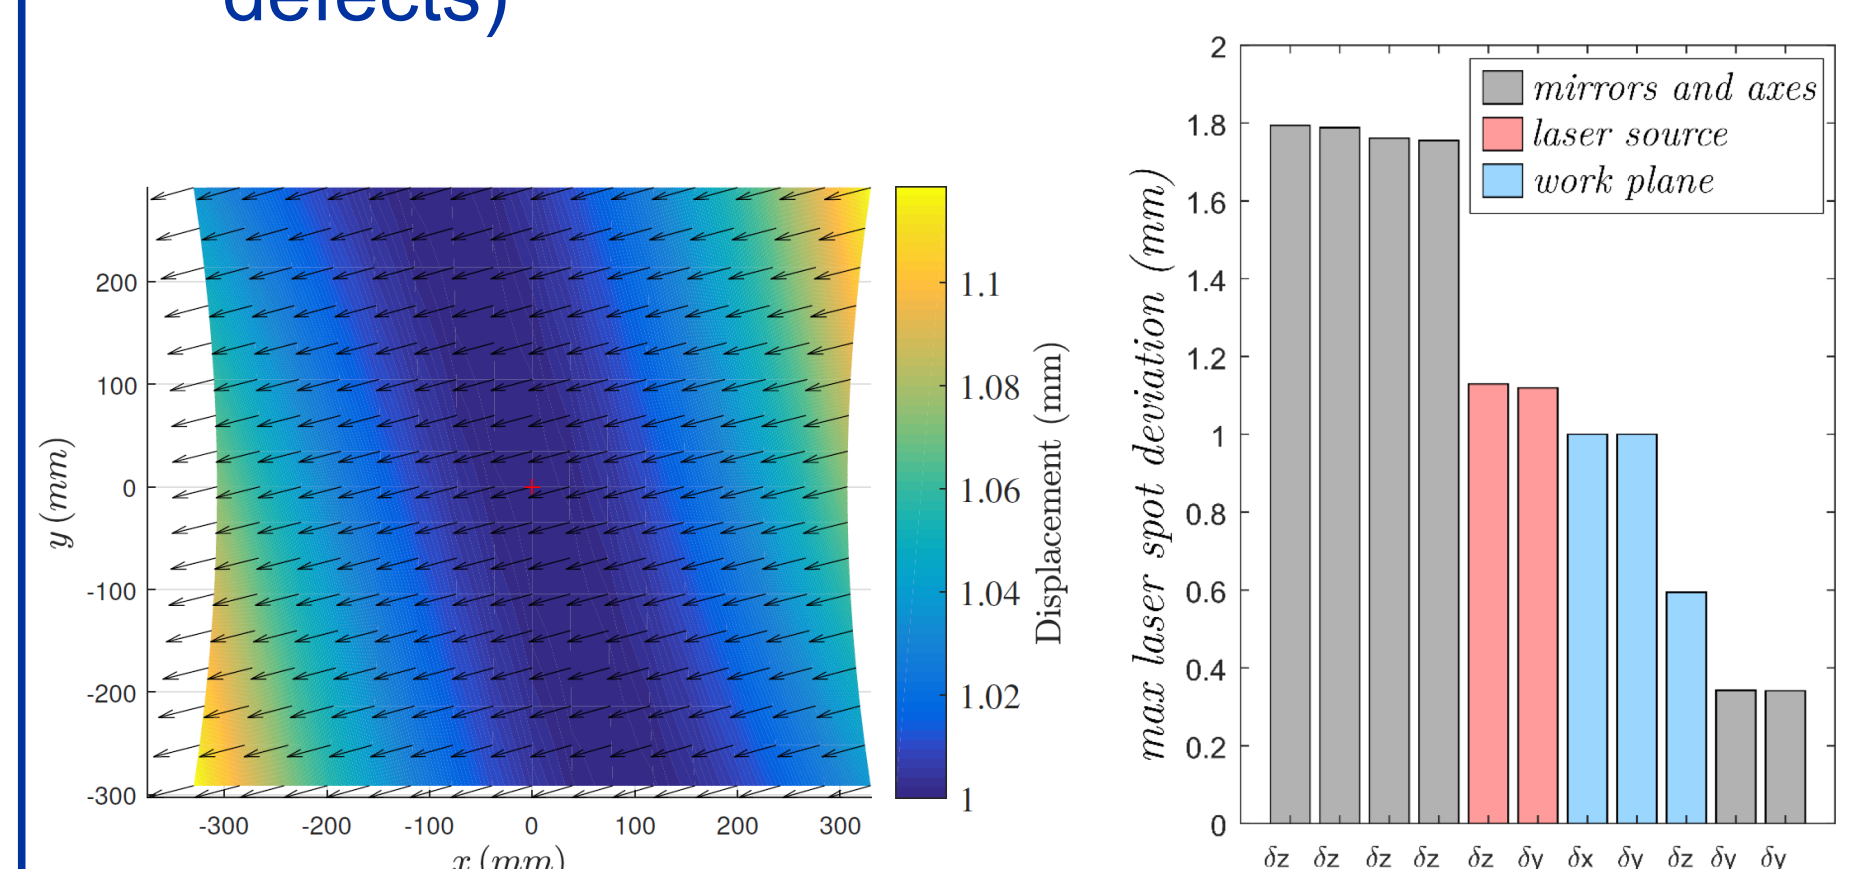 defects)
200
100
0
-100
-200
-300
y (mm)
-300 -200 -100 0 100 200 300
x (mm)
1.1
1.08
1.06
1.04
1.02
1
Displacement (mm)
2
1.8
1.6
1.4
1.2
1
0.8
0.6
0.4
0.2
0
max laser spot deviation (mm)
mirrors and axes
laser source
work plane
δz δz δz δz δz δy δx δy δz δy δy